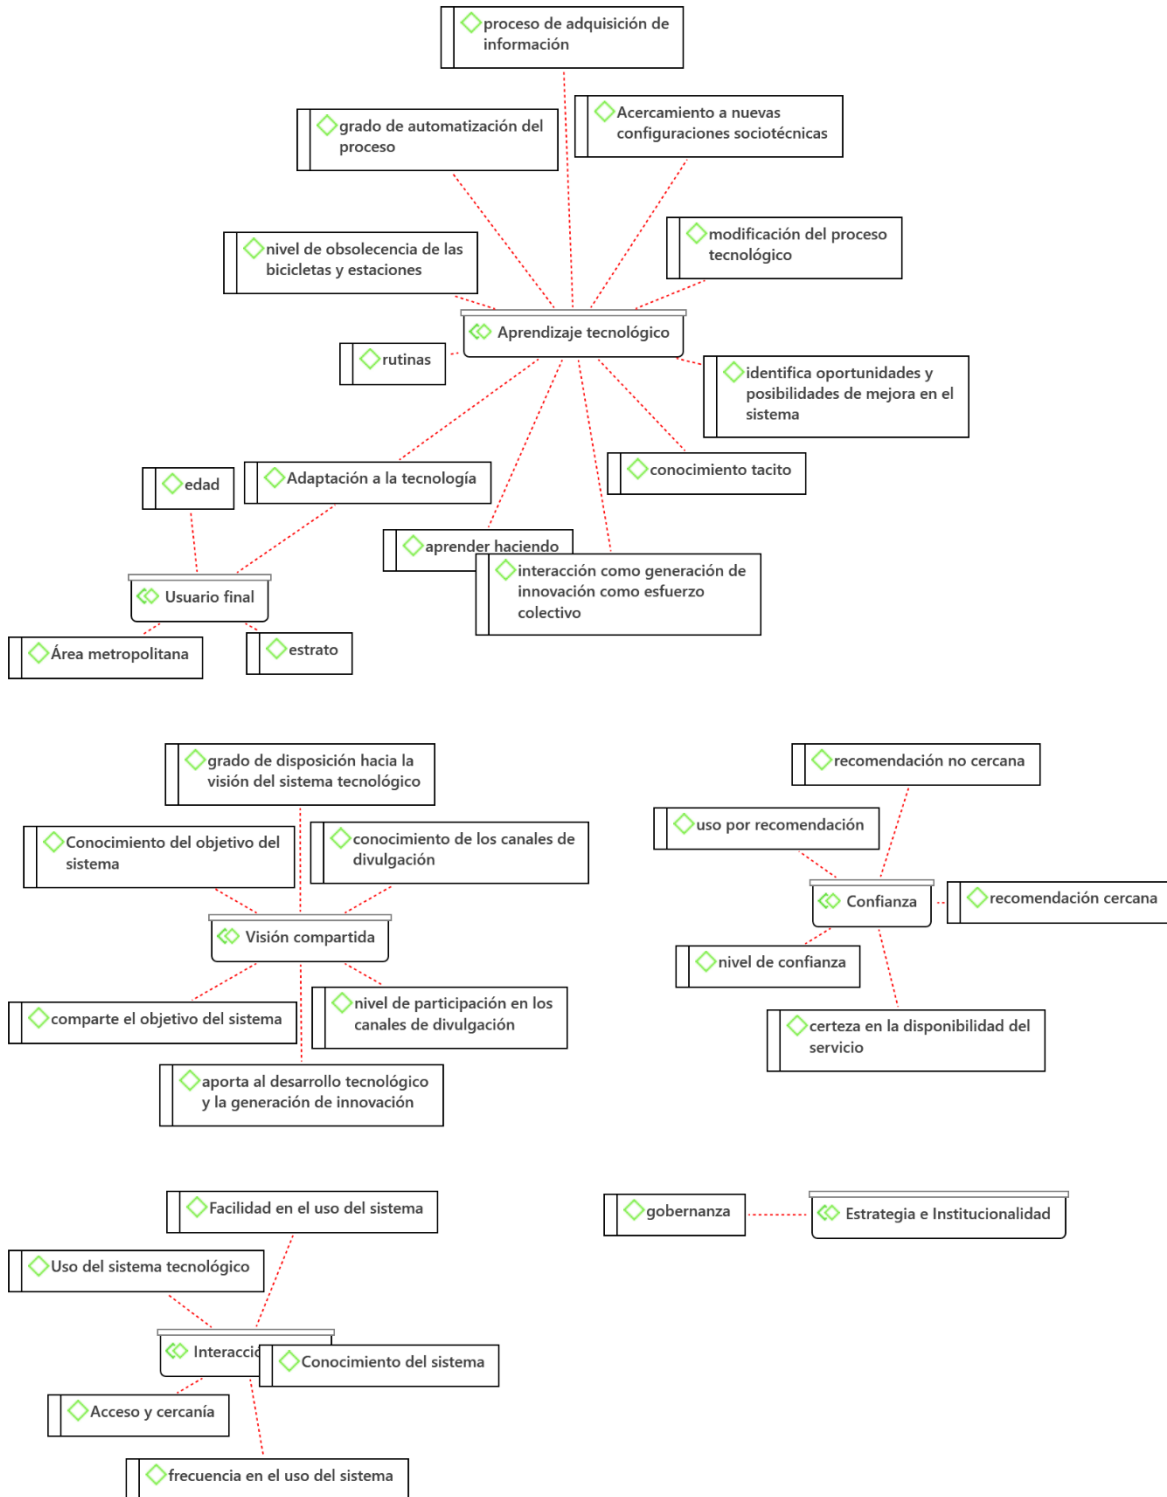 proceso de adquisición de
información
Acercamiento a nuevas
configuraciones sociotécnicas
grado de automatización del
proceso
modificación del proceso
tecnológico
nivel de obsolecencia de las
bicicletas y estaciones
Aprendizaje tecnológico
rutinas
identifica oportunidades y
posibilidades de mejora en el
sistema
conocimiento tacito
Adaptación a la tecnología
edad
aprender haciendo
interacción como generación de
innovación como esfuerzo
colectivo
Usuario final
Área metropolitana
estrato
grado de disposición hacia la
visión del sistema tecnológico
Conocimiento del objetivo del
sistema
conocimiento de los canales de
divulgación
Visión compartida
comparte el objetivo del sistema
nivel de participación en los
canales de divulgación
aporta al desarrollo tecnológico
y la generación de innovación
recomendación no cercana
uso por recomendación
Confianza
recomendación cercana
nivel de confianza
certeza en la disponibilidad del
servicio
Facilidad en el uso del sistema
Uso del sistema tecnológico
Interaccio
Conocimiento del sistema
Acceso y cercanía
frecuencia en el uso del sistema
gobernanza
Estrategia e Institucionalidad